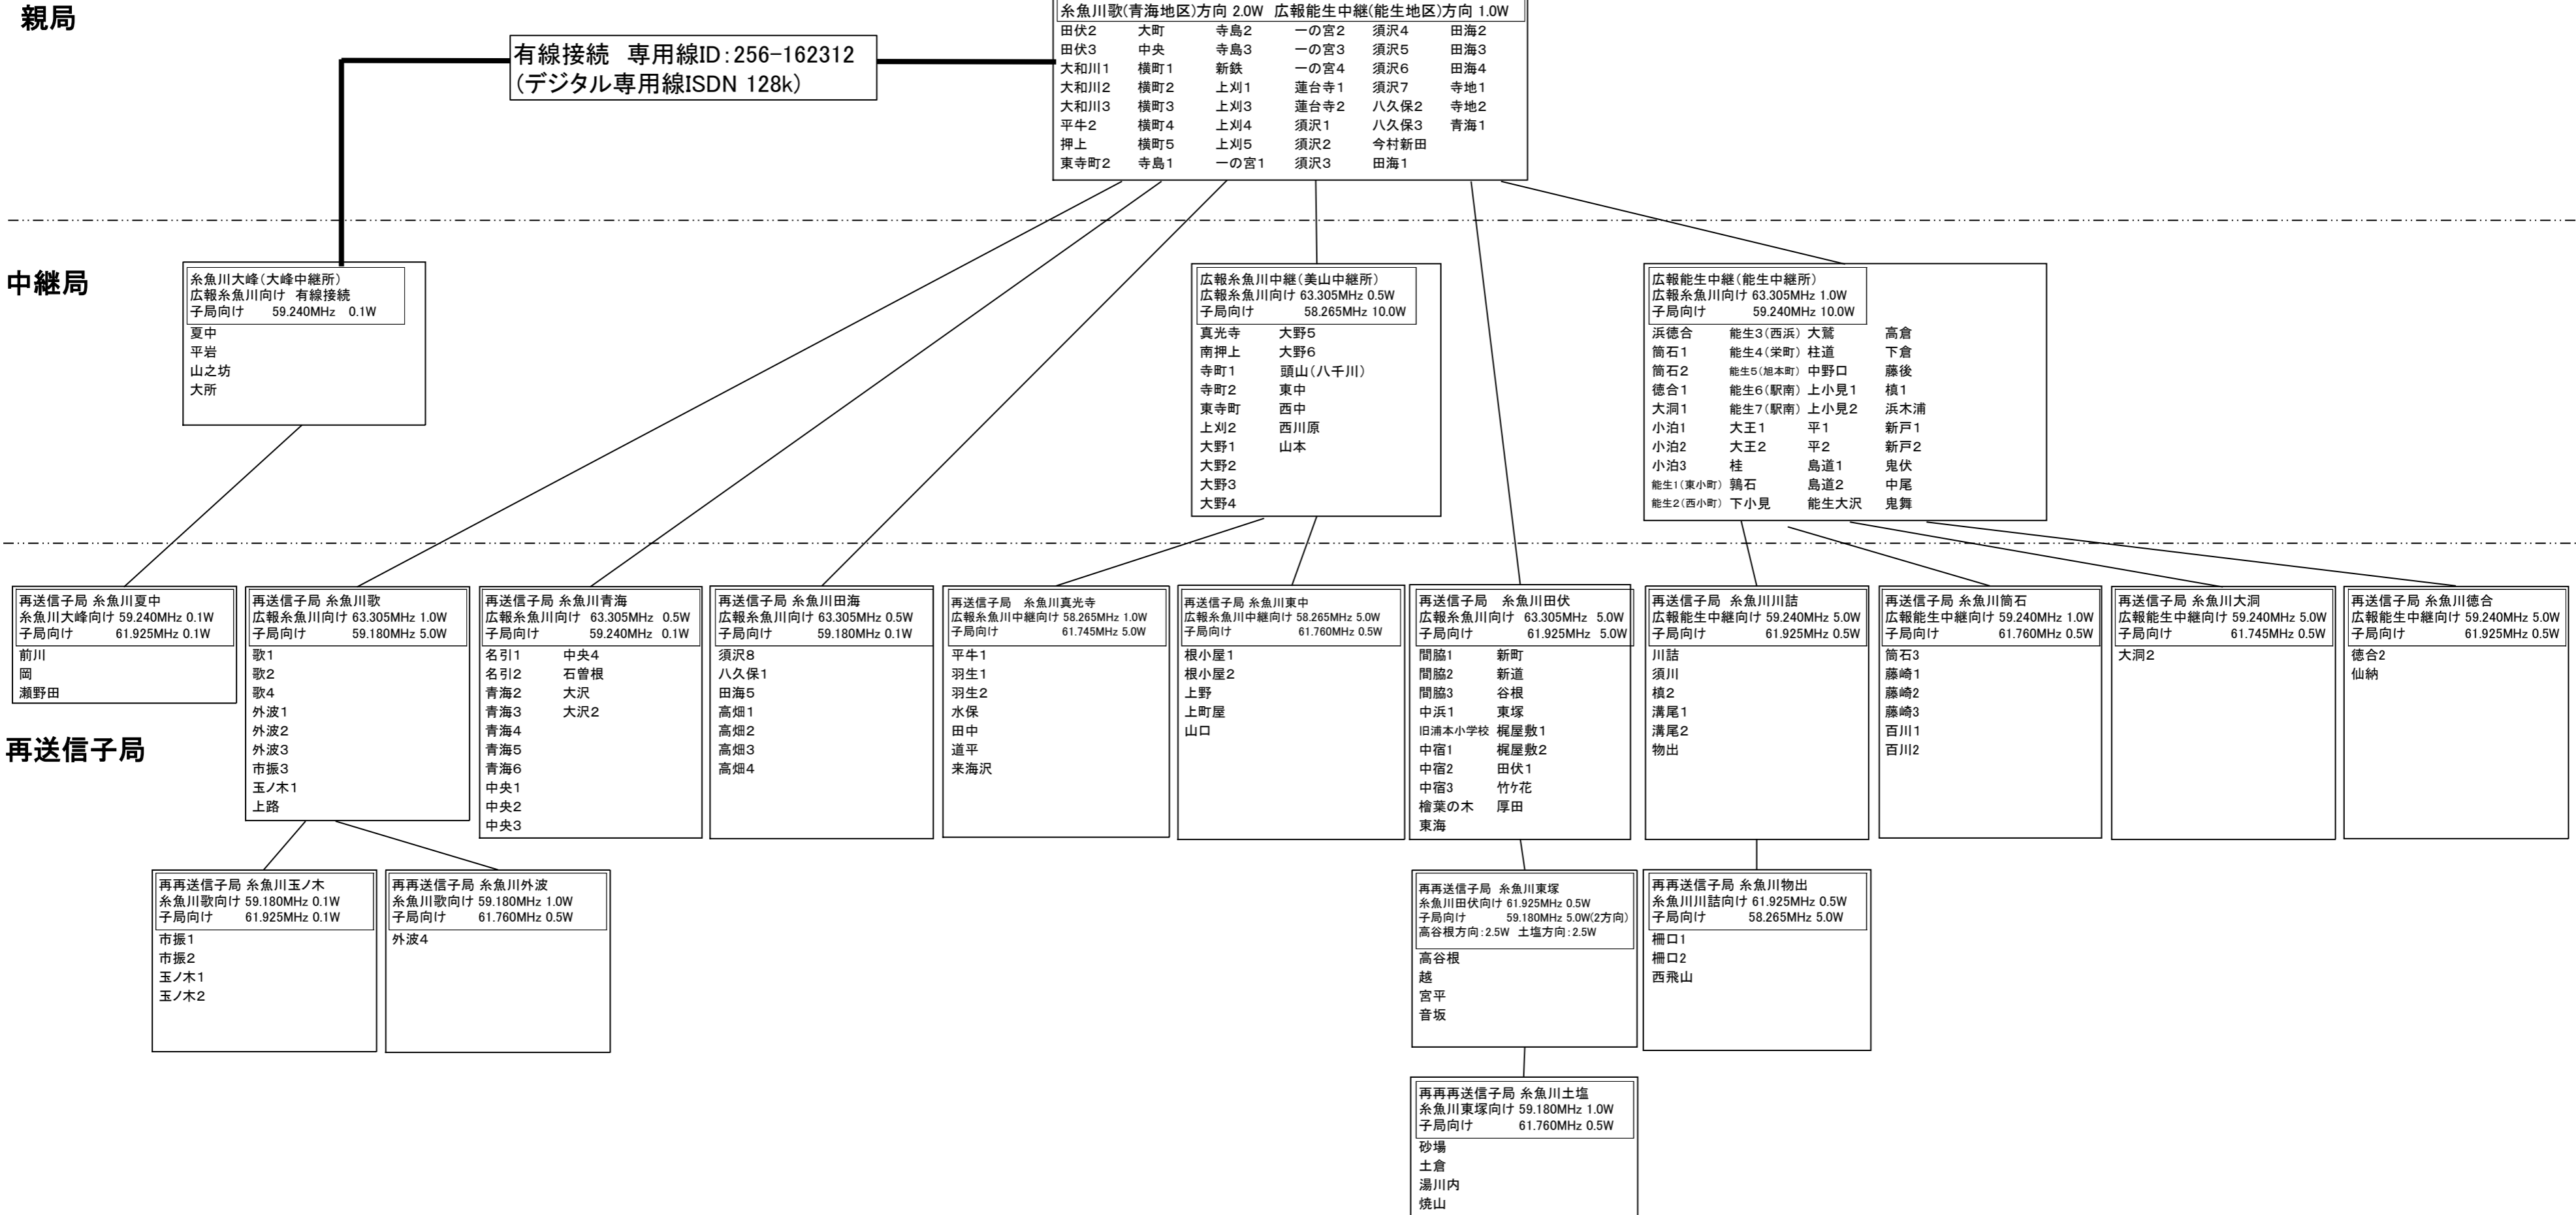 親局
糸魚川歌(青海地区)方向 2.0W 広報能生中継(能生地区)方向 1.0W
田伏2 大町 寺島2 一の宮2 須沢4 田海2
田伏3 中央 寺島3 一の宮3 須沢5 田海3
大和川1 横町1 新鉄 一の宮4 須沢6 田海4
大和川2 横町2 上刈1 蓮台寺1 須沢7 寺地1
大和川3 横町3 上刈3 蓮台寺2 八久保2 寺地2
平牛2 横町4 上刈4 須沢1 八久保3 青海1
押上 横町5 上刈5 須沢2 今村新田
東寺町2 寺島1 一の宮1 須沢3 田海1
有線接続 専用線ID:256-162312
(デジタル専用線ISDN 128k)
中継局
糸魚川大峰(大峰中継所)
広報糸魚川向け 有線接続
子局向け 59.240MHz 0.1W
夏中
平岩
山之坊
大所
広報糸魚川中継(美山中継所)
広報糸魚川向け 63.305MHz 0.5W
子局向け 58.265MHz 10.0W
真光寺 大野5
南押上 大野6
寺町1 頭山(八千川)
寺町2 東中
東寺町 西中
上刈2 西川原
大野1 山本
大野2
大野3
大野4
広報能生中継(能生中継所)
広報糸魚川向け 63.305MHz 1.0W
子局向け 59.240MHz 10.0W
浜徳合 能生3(西浜) 大鷲 高倉
筒石1 能生4(栄町) 柱道 下倉
筒石2 能生5(旭本町) 中野口 藤後
徳合1 能生6(駅南) 上小見1 槙1
大洞1 能生7(駅南) 上小見2 浜木浦
小泊1 大王1 平1 新戸1
小泊2 大王2 平2 新戸2
小泊3 桂 島道1 鬼伏
能生1(東小町) 鶉石 島道2 中尾
能生2(西小町) 下小見 能生大沢 鬼舞
再送信子局
再送信子局 糸魚川夏中
糸魚川大峰向け 59.240MHz 0.1W
子局向け 61.925MHz 0.1W
前川
岡
瀬野田
再送信子局 糸魚川歌
広報糸魚川向け 63.305MHz 1.0W
子局向け 59.180MHz 5.0W
歌1
歌2
歌4
外波1
外波2
外波3
市振3
玉ノ木1
上路
再送信子局 糸魚川青海
広報糸魚川向け 63.305MHz 0.5W
子局向け 59.240MHz 0.1W
名引1 中央4
名引2 石曽根
青海2 大沢
青海3 大沢2
青海4
青海5
青海6
中央1
中央2
中央3
再送信子局 糸魚川田海
広報糸魚川向け 63.305MHz 0.5W
子局向け 59.180MHz 0.1W
須沢8
八久保1
田海5
高畑1
高畑2
高畑3
高畑4
再送信子局 糸魚川真光寺
広報糸魚川中継向け 58.265MHz 1.0W
子局向け 61.745MHz 5.0W
平牛1
羽生1
羽生2
水保
田中
道平
来海沢
再送信子局 糸魚川東中
広報糸魚川中継向け 58.265MHz 5.0W
子局向け 61.760MHz 0.5W
根小屋1
根小屋2
上野
上町屋
山口
再送信子局 糸魚川田伏
広報糸魚川向け 63.305MHz 5.0W
子局向け 61.925MHz 5.0W
間脇1 新町
間脇2 新道
間脇3 谷根
中浜1 東塚
旧浦本小学校 梶屋敷1
中宿1 梶屋敷2
中宿2 田伏1
中宿3 竹ケ花
檜葉の木 厚田
東海
再送信子局 糸魚川川詰
広報能生中継向け 59.240MHz 5.0W
子局向け 61.925MHz 0.5W
川詰
須川
槙2
溝尾1
溝尾2
物出
再送信子局 糸魚川筒石
広報能生中継向け 59.240MHz 1.0W
子局向け 61.760MHz 0.5W
筒石3
藤崎1
藤崎2
藤崎3
百川1
百川2
再送信子局 糸魚川大洞
広報能生中継向け 59.240MHz 5.0W
子局向け 61.745MHz 0.5W
大洞2
再送信子局 糸魚川徳合
広報能生中継向け 59.240MHz 5.0W
子局向け 61.925MHz 0.5W
徳合2
仙納
再再送信子局 糸魚川玉ノ木
糸魚川歌向け 59.180MHz 0.1W
子局向け 61.925MHz 0.1W
市振1
市振2
玉ノ木1
玉ノ木2
再再送信子局 糸魚川外波
糸魚川歌向け 59.180MHz 1.0W
子局向け 61.760MHz 0.5W
外波4
再再送信子局 糸魚川東塚
糸魚川田伏向け 61.925MHz 0.5W
子局向け 59.180MHz 5.0W(2方向)
高谷根方向:2.5W 土塩方向:2.5W
高谷根
越
宮平
音坂
再再送信子局 糸魚川物出
糸魚川川詰向け 61.925MHz 0.5W
子局向け 58.265MHz 5.0W
柵口1
柵口2
西飛山
再再再送信子局 糸魚川土塩
糸魚川東塚向け 59.180MHz 1.0W
子局向け 61.760MHz 0.5W
砂場
土倉
湯川内
焼山